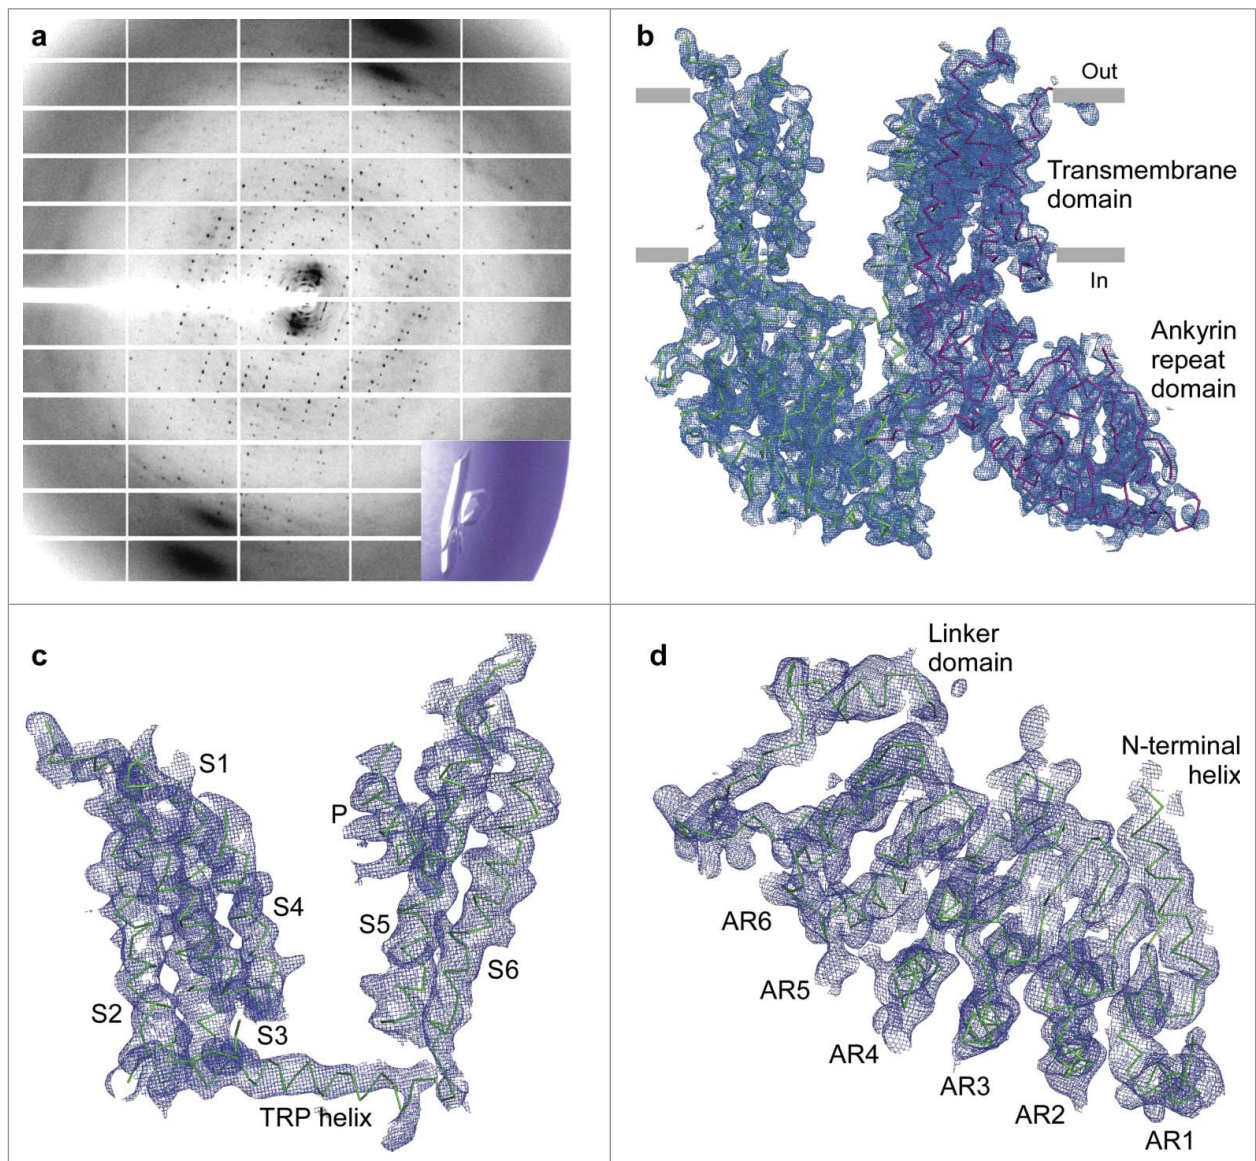 a
b
Out
Transmembrane
domain
In
Ankyrin
repeat
domain
c
S1
P
S4
S5
S6
S2
S3
TRP helix
d
Linker
domain
N-terminal
helix
AR6
AR5
AR4
AR3
AR2
AR1